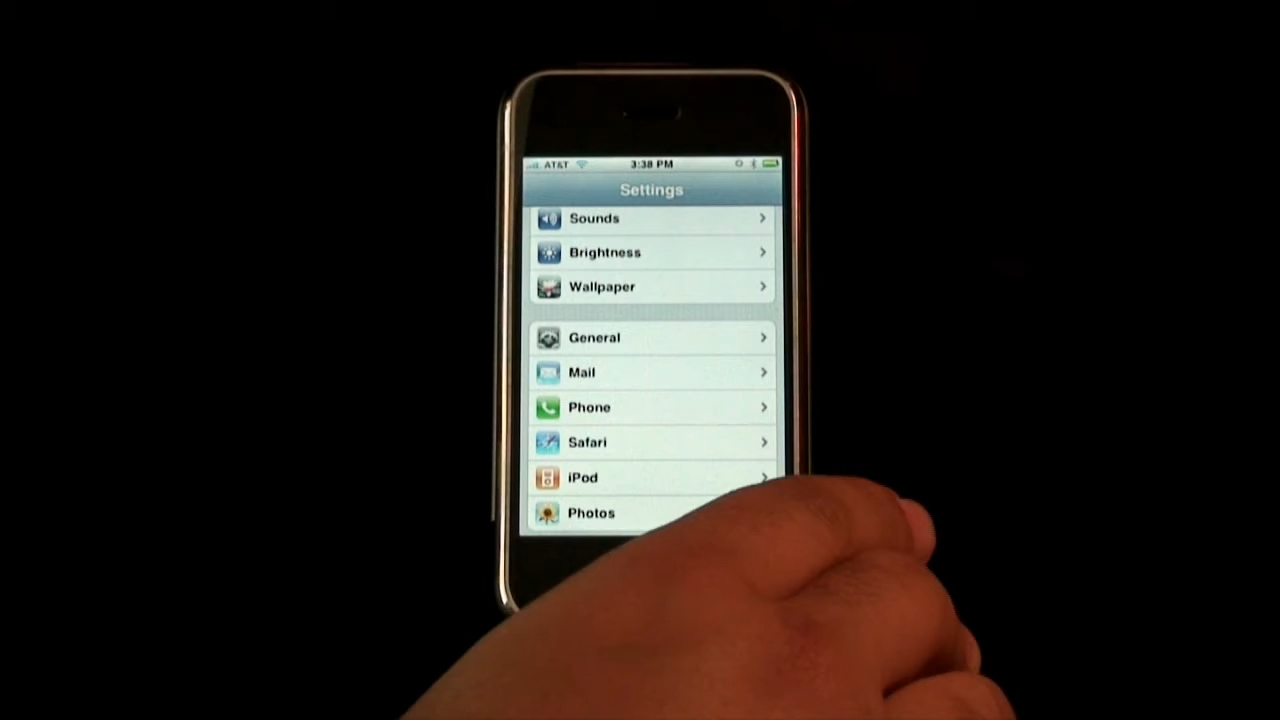 AT&T 3:38 PM
Settings
Sounds
Brightness
Wallpaper
General
Mail
Phone
Safari
iPod
Photos